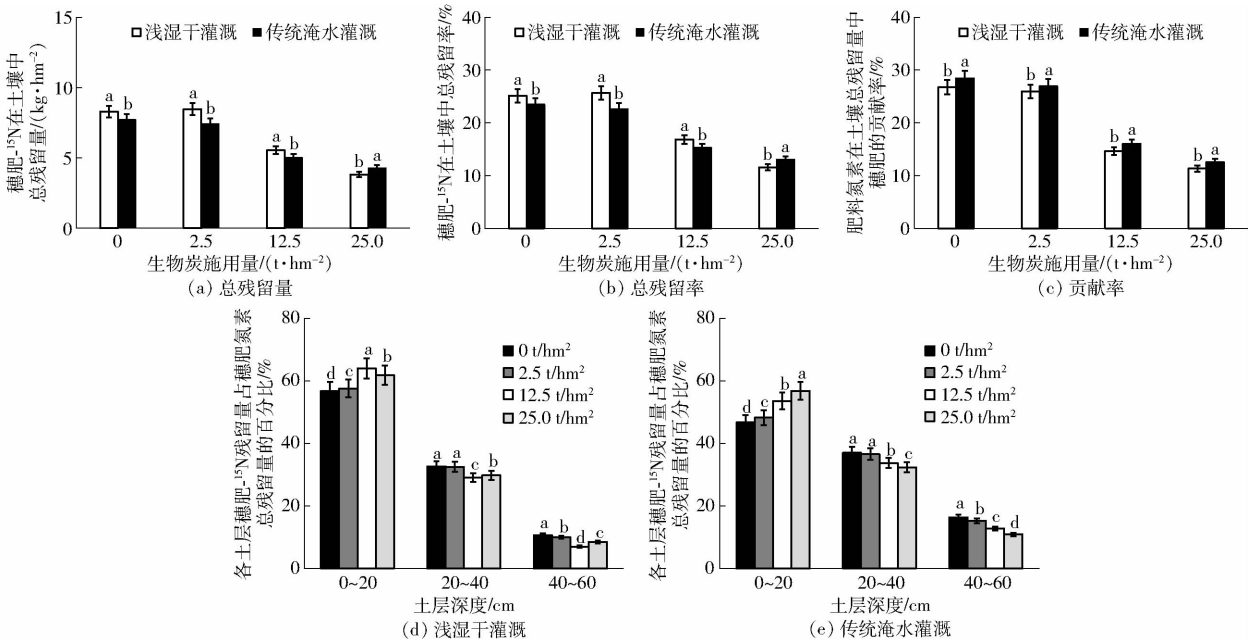 穗肥-¹⁵N在土壤中
总残留量/(kg·hm⁻²)
15
10
5
0
浅湿干灌溉 传统淹水灌溉
a b a b a b b a
0 2.5 12.5 25.0
生物炭施用量/(t·hm⁻²)
(a) 总残留量
穗肥-¹⁵N在土壤中总残留率/%
40
30
20
10
0
浅湿干灌溉 传统淹水灌溉
a b a b a b b a
0 2.5 12.5 25.0
生物炭施用量/(t·hm⁻²)
(b) 总残留率
肥料氮素在土壤总残留量中
穗肥的贡献率/%
40
30
20
10
0
浅湿干灌溉 传统淹水灌溉
b a b a b a b a
0 2.5 12.5 25.0
生物炭施用量/(t·hm⁻²)
(c) 贡献率
各土层穗肥-¹⁵N残留量占穗肥氮素
总残留量的百分比/%
80
60
40
20
0
0 t/hm²
2.5 t/hm²
12.5 t/hm²
25.0 t/hm²
d c a b a a c b a b d c
0~20 20~40 40~60
土层深度/cm
(d) 浅湿干灌溉
各土层穗肥-¹⁵N残留量占穗肥氮素
总残留量的百分比/%
80
60
40
20
0
0 t/hm²
2.5 t/hm²
12.5 t/hm²
25.0 t/hm²
d c b a a a b c a b c d
0~20 20~40 40~60
土层深度/cm
(e) 传统淹水灌溉